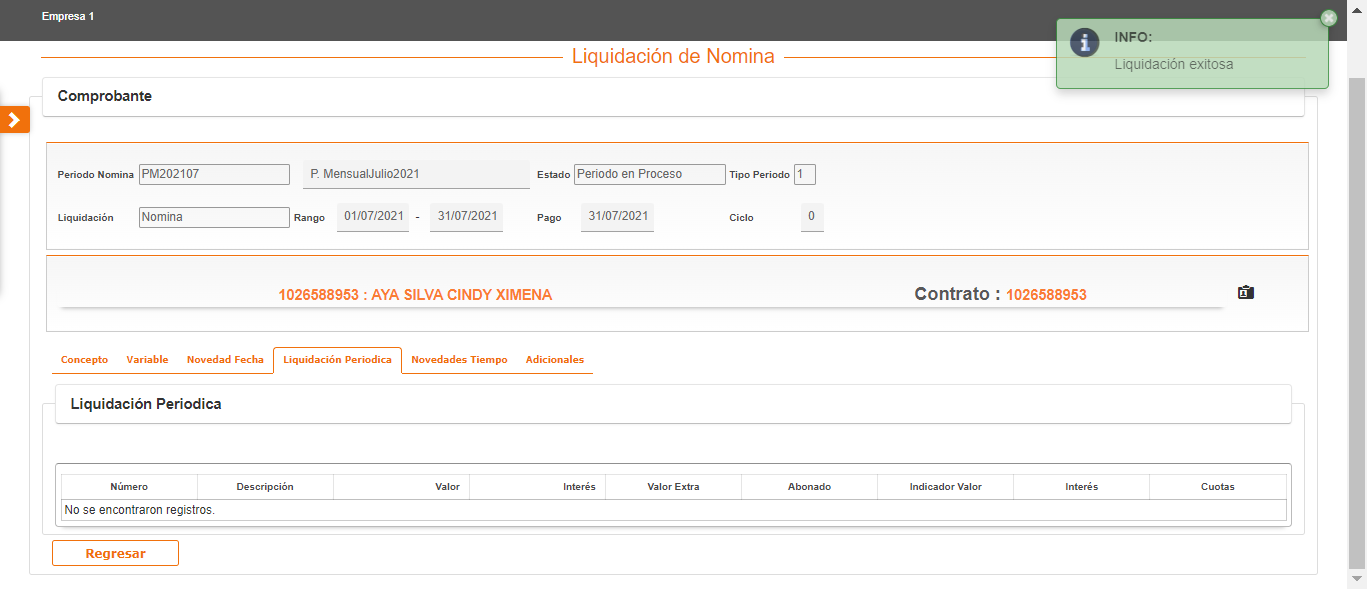 Empresa 1
INFO:
Liquidación exitosa
Liquidación de Nomina
Comprobante
Periodo Nomina PM202107 P. MensualJulio2021 Estado Periodo en Proceso Tipo Periodo 1
Liquidación Nomina Rango 01/07/2021 - 31/07/2021 Pago 31/07/2021 Ciclo 0
1026588953 : AYA SILVA CINDY XIMENA Contrato : 1026588953
Concepto Variable Novedad Fecha Liquidación Periodica Novedades Tiempo Adicionales
Liquidación Periodica
Número Descripción Valor Interés Valor Extra Abonado Indicador Valor Interés Cuotas
No se encontraron registros.
Regresar